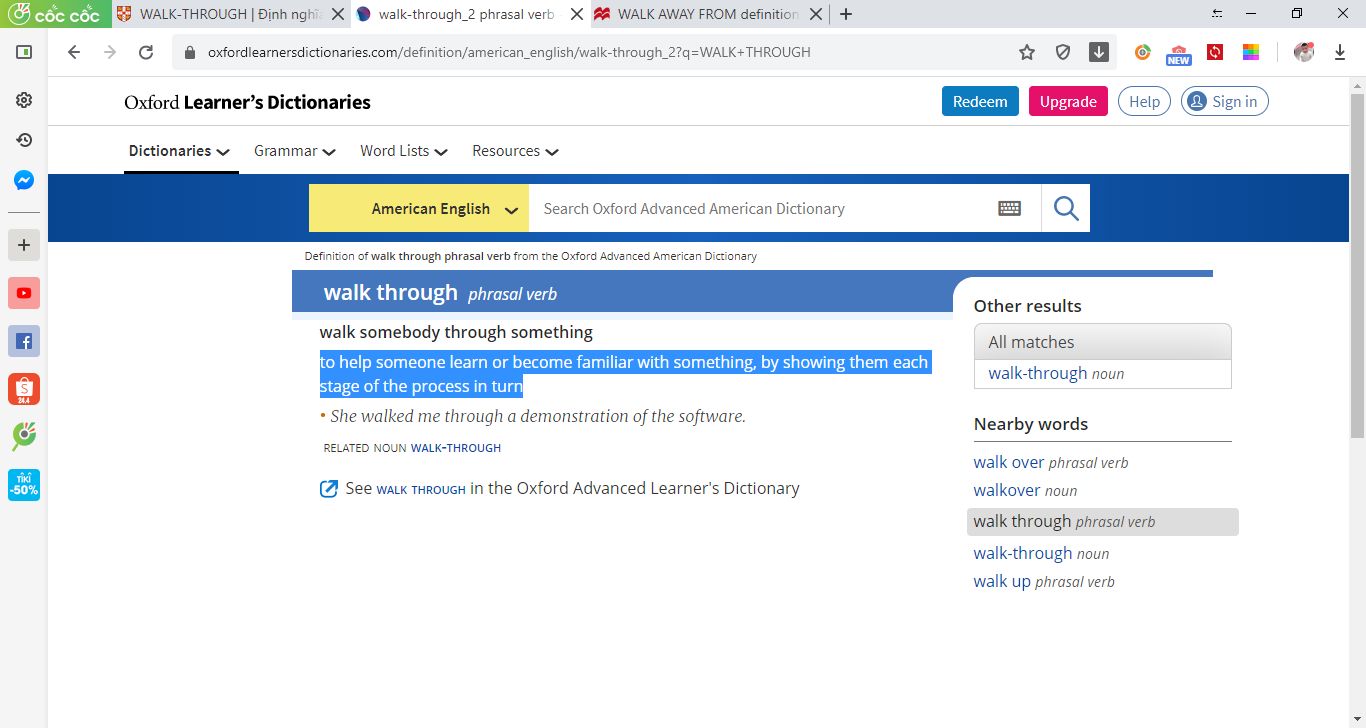 cốc cốc
WALK-THROUGH | Định nghĩa
walk-through_2 phrasal verb
WALK AWAY FROM definition
oxfordlearnersdictionaries.com/definition/american_english/walk-through_2?q=WALK+THROUGH
NEW
Oxford Learner's Dictionaries
Redeem
Upgrade
Help
Sign in
Dictionaries
Grammar
Word Lists
Resources
American English
Search Oxford Advanced American Dictionary
Definition of walk through phrasal verb from the Oxford Advanced American Dictionary
walk through phrasal verb
walk somebody through something
to help someone learn or become familiar with something, by showing them each
stage of the process in turn
• She walked me through a demonstration of the software.
RELATED NOUN WALK-THROUGH
See WALK THROUGH in the Oxford Advanced Learner's Dictionary
Other results
All matches
walk-through noun
Nearby words
walk over phrasal verb
walkover noun
walk through phrasal verb
walk-through noun
walk up phrasal verb
S
24.4
TIKI
-50%